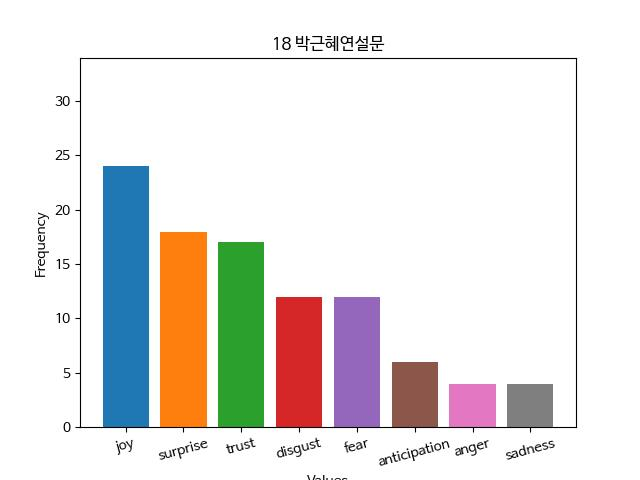 18 박근혜연설문
Frequency
30
25
20
15
10
5
0
joy surprise trust disgust fear anticipation anger sadness
Values